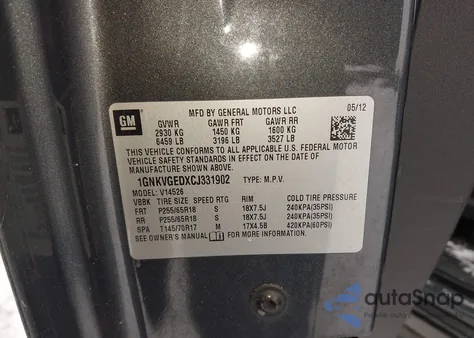 GM
MFD BY GENERAL MOTORS LLC 05/12
GVWR GAWR FRT GAWR RR
2930 KG 1450 KG 1600 KG
6459 LB 3196 LB 3527 LB
THIS VEHICLE CONFORMS TO ALL APPLICABLE U.S. FEDERAL MOTOR
VEHICLE SAFETY STANDARDS IN EFFECT ON THE DATE OF
MANUFACTURE SHOWN ABOVE.
1GNKVGEDXCJ331902 TYPE: M.P.V.
MODEL: V14526
VBBK TIRE SIZE SPEED RTG RIM COLD TIRE PRESSURE
FRT P255/65R18 S 18X7.5J 240KPA(35PSI)
RR P255/65R18 S 18X7.5J 240KPA(35PSI)
SPA T145/70R17 M 17X4.5B 420KPA(60PSI)
SEE OWNER'S MANUAL FOR MORE INFORMATION
autoSnap